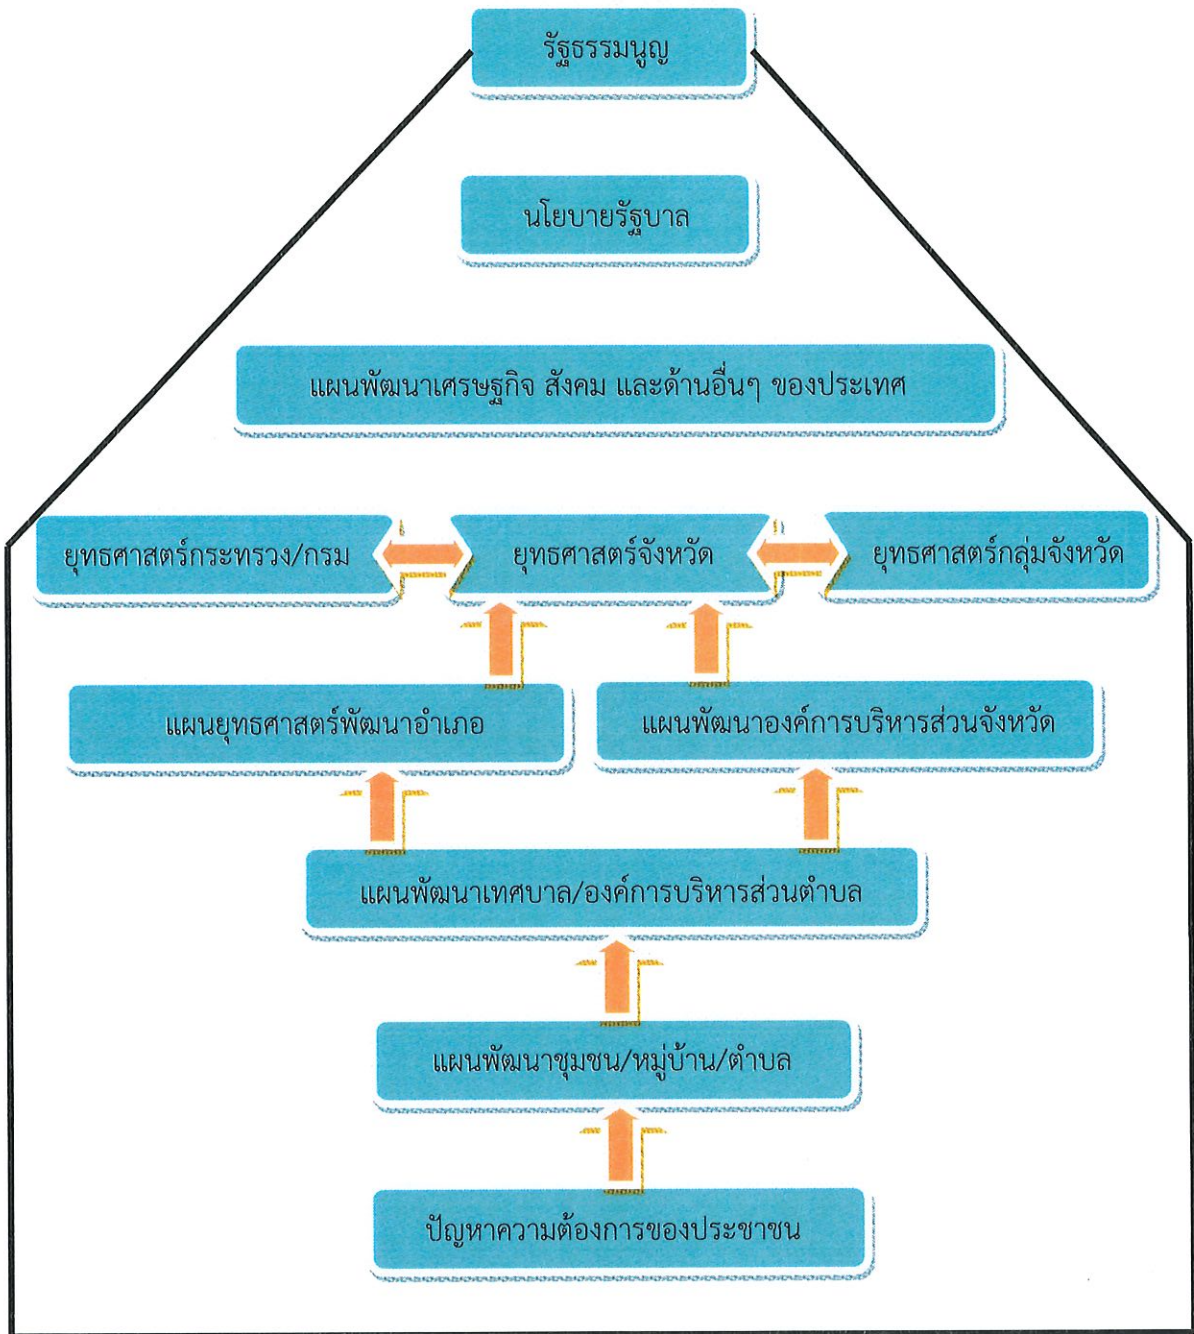 รัฐธรรมนูญ
นโยบายรัฐบาล
แผนพัฒนาเศรษฐกิจ สังคม และด้านอื่นๆ ของประเทศ
ยุทธศาสตร์กระทรวง/กรม
ยุทธศาสตร์จังหวัด
ยุทธศาสตร์กลุ่มจังหวัด
แผนยุทธศาสตร์พัฒนาอำเภอ
แผนพัฒนาองค์การบริหารส่วนจังหวัด
แผนพัฒนาเทศบาล/องค์การบริหารส่วนตำบล
แผนพัฒนาชุมชน/หมู่บ้าน/ตำบล
ปัญหาความต้องการของประชาชน